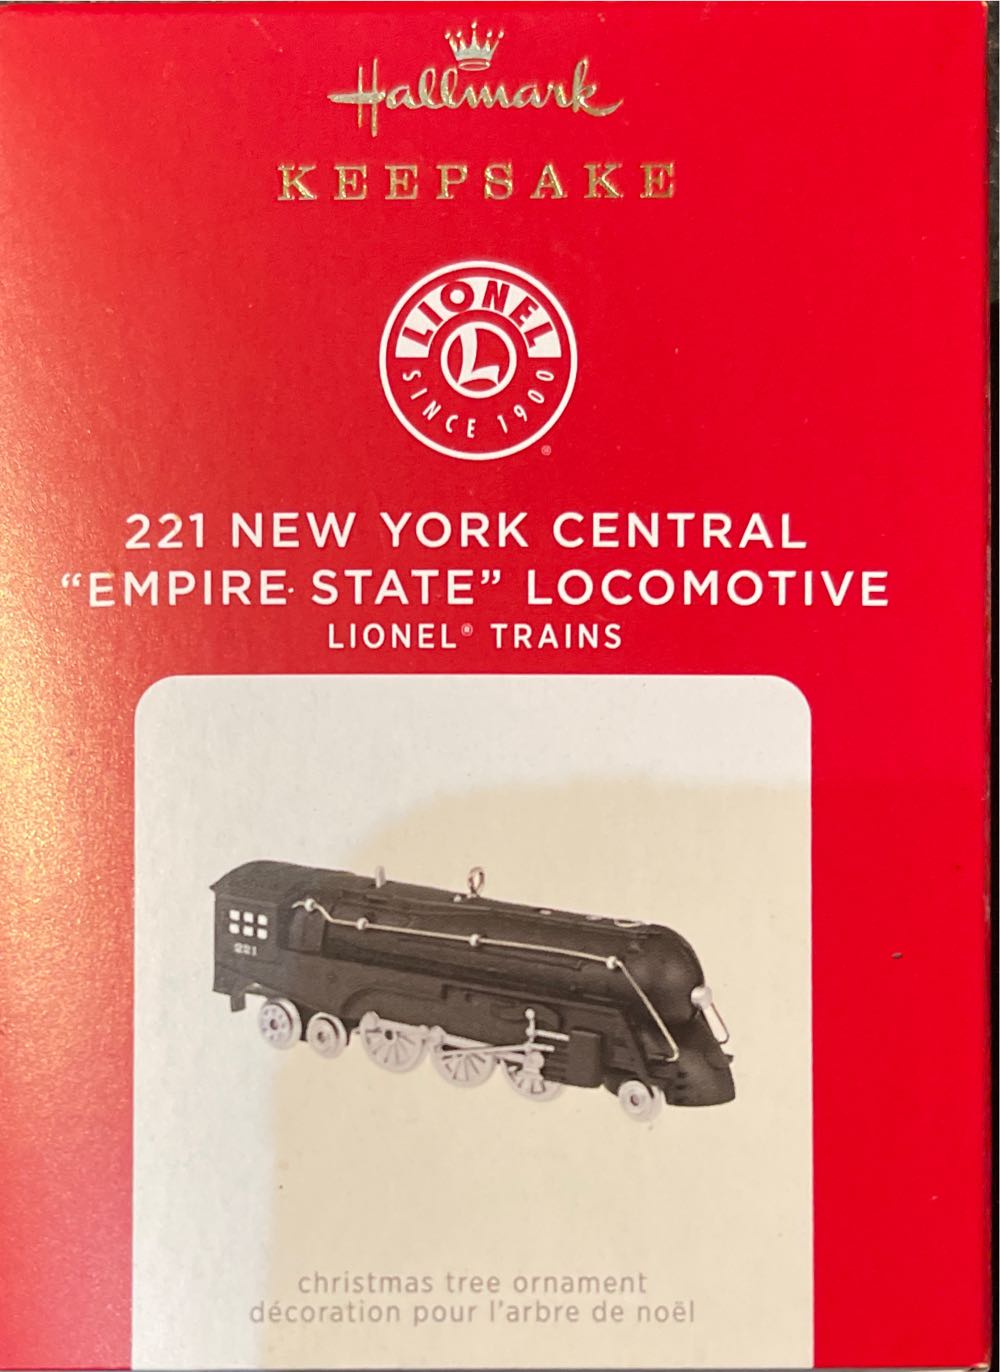 Hallmark
KEEPSAKE
LIONEL
L
SINCE 1900
®
221 NEW YORK CENTRAL
“EMPIRE STATE” LOCOMOTIVE
LIONEL® TRAINS
221
christmas tree ornament
décoration pour l'arbre de noël